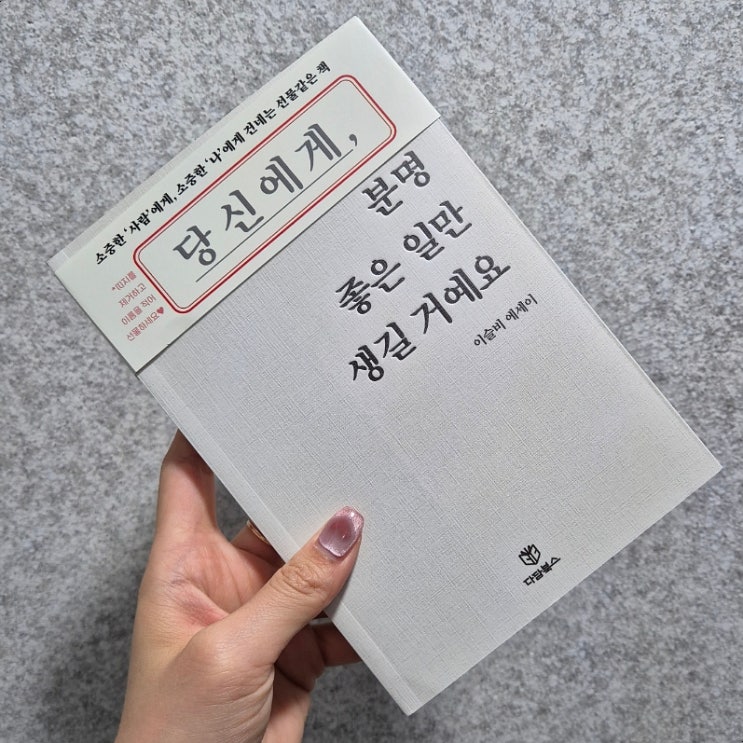 소중한 '사람'에게, 소중한 '나'에게 건네는 선물같은 책
당신에게,
*띠지를
제거하고
이름을 적어
선물하세요♥
분명
좋은 일만
생길 거예요
이슬비 에세이
다담북스